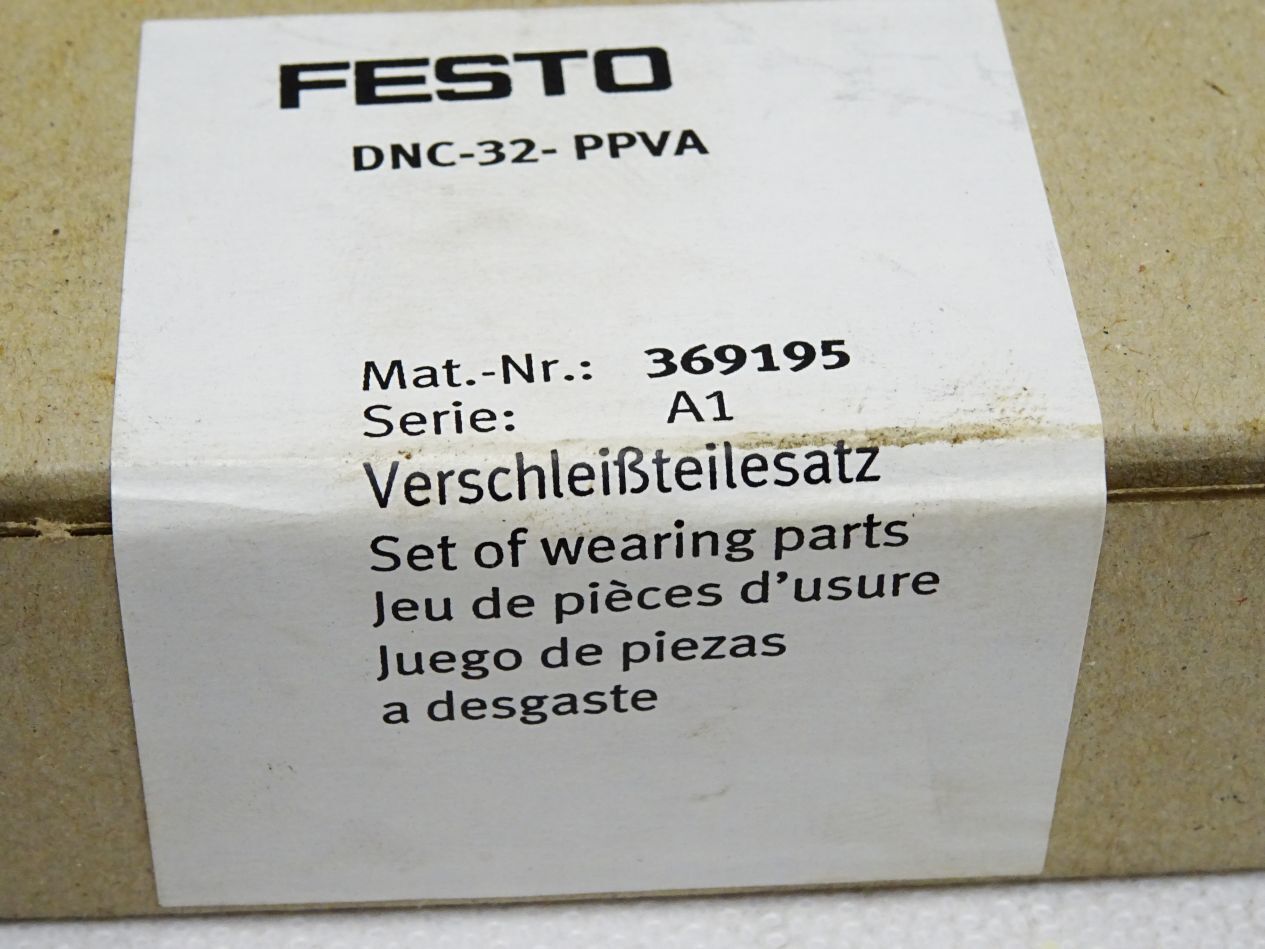 FESTO
DNC-32- PPVA
Mat.-Nr.: 369195
Serie: A1
Verschleißteilesatz
Set of wearing parts
Jeu de pièces d'usure
Juego de piezas
a desgaste